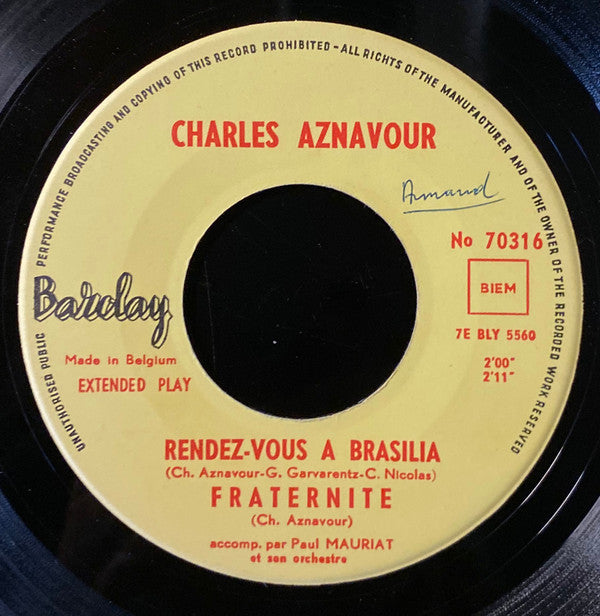 UNAUTHORISED PUBLIC PERFORMANCE BROADCASTING AND COPYING OF THIS RECORD PROHIBITED - ALL RIGHTS OF THE MANUFACTURER AND OF THE OWNER OF THE RECORDED WORK RESERVED
CHARLES AZNAVOUR
Armand
No 70316
BIEM
Barclay
7E BLY 5560
Made in Belgium
2'00"
EXTENDED PLAY
2'11"
RENDEZ-VOUS A BRASILIA
(Ch. Aznavour-G. Garvarentz-C. Nicolas)
FRATERNITE
(Ch. Aznavour)
accomp. par Paul MAURIAT
et son orchestre